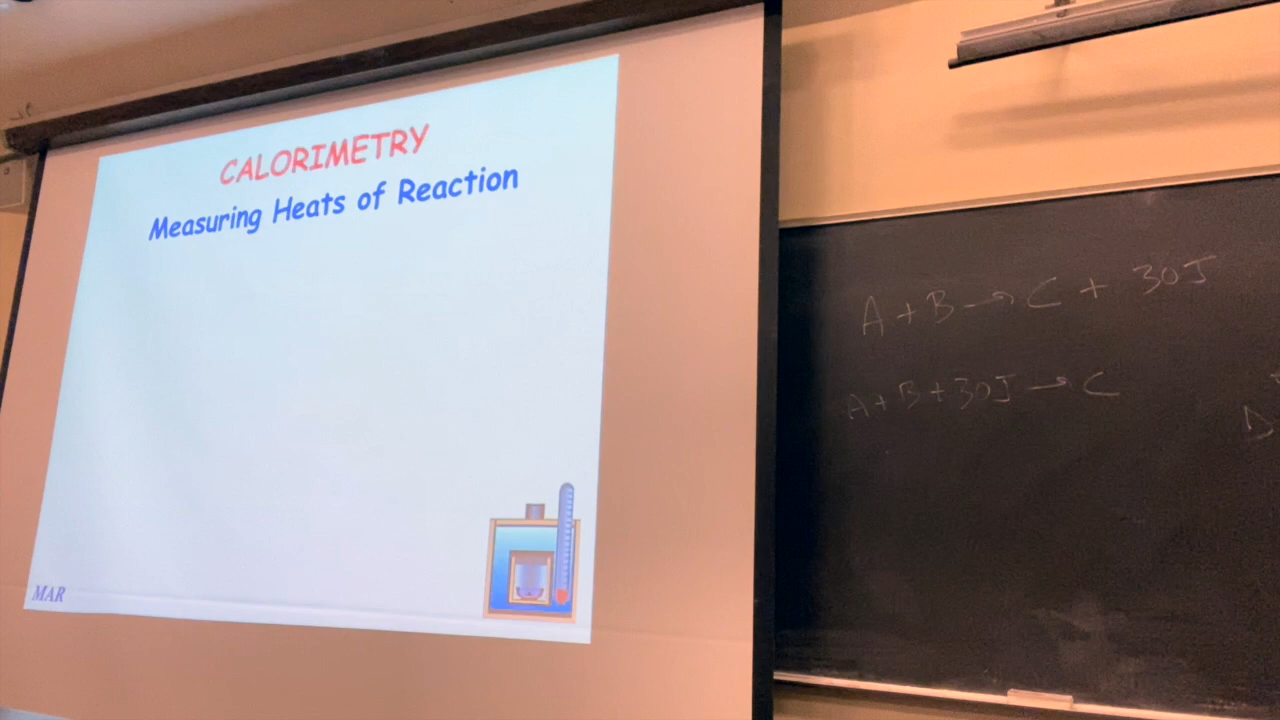 CALORIMETRY
Measuring Heats of Reaction
MAR
A + B → C + 30J
A + B + 30J → C